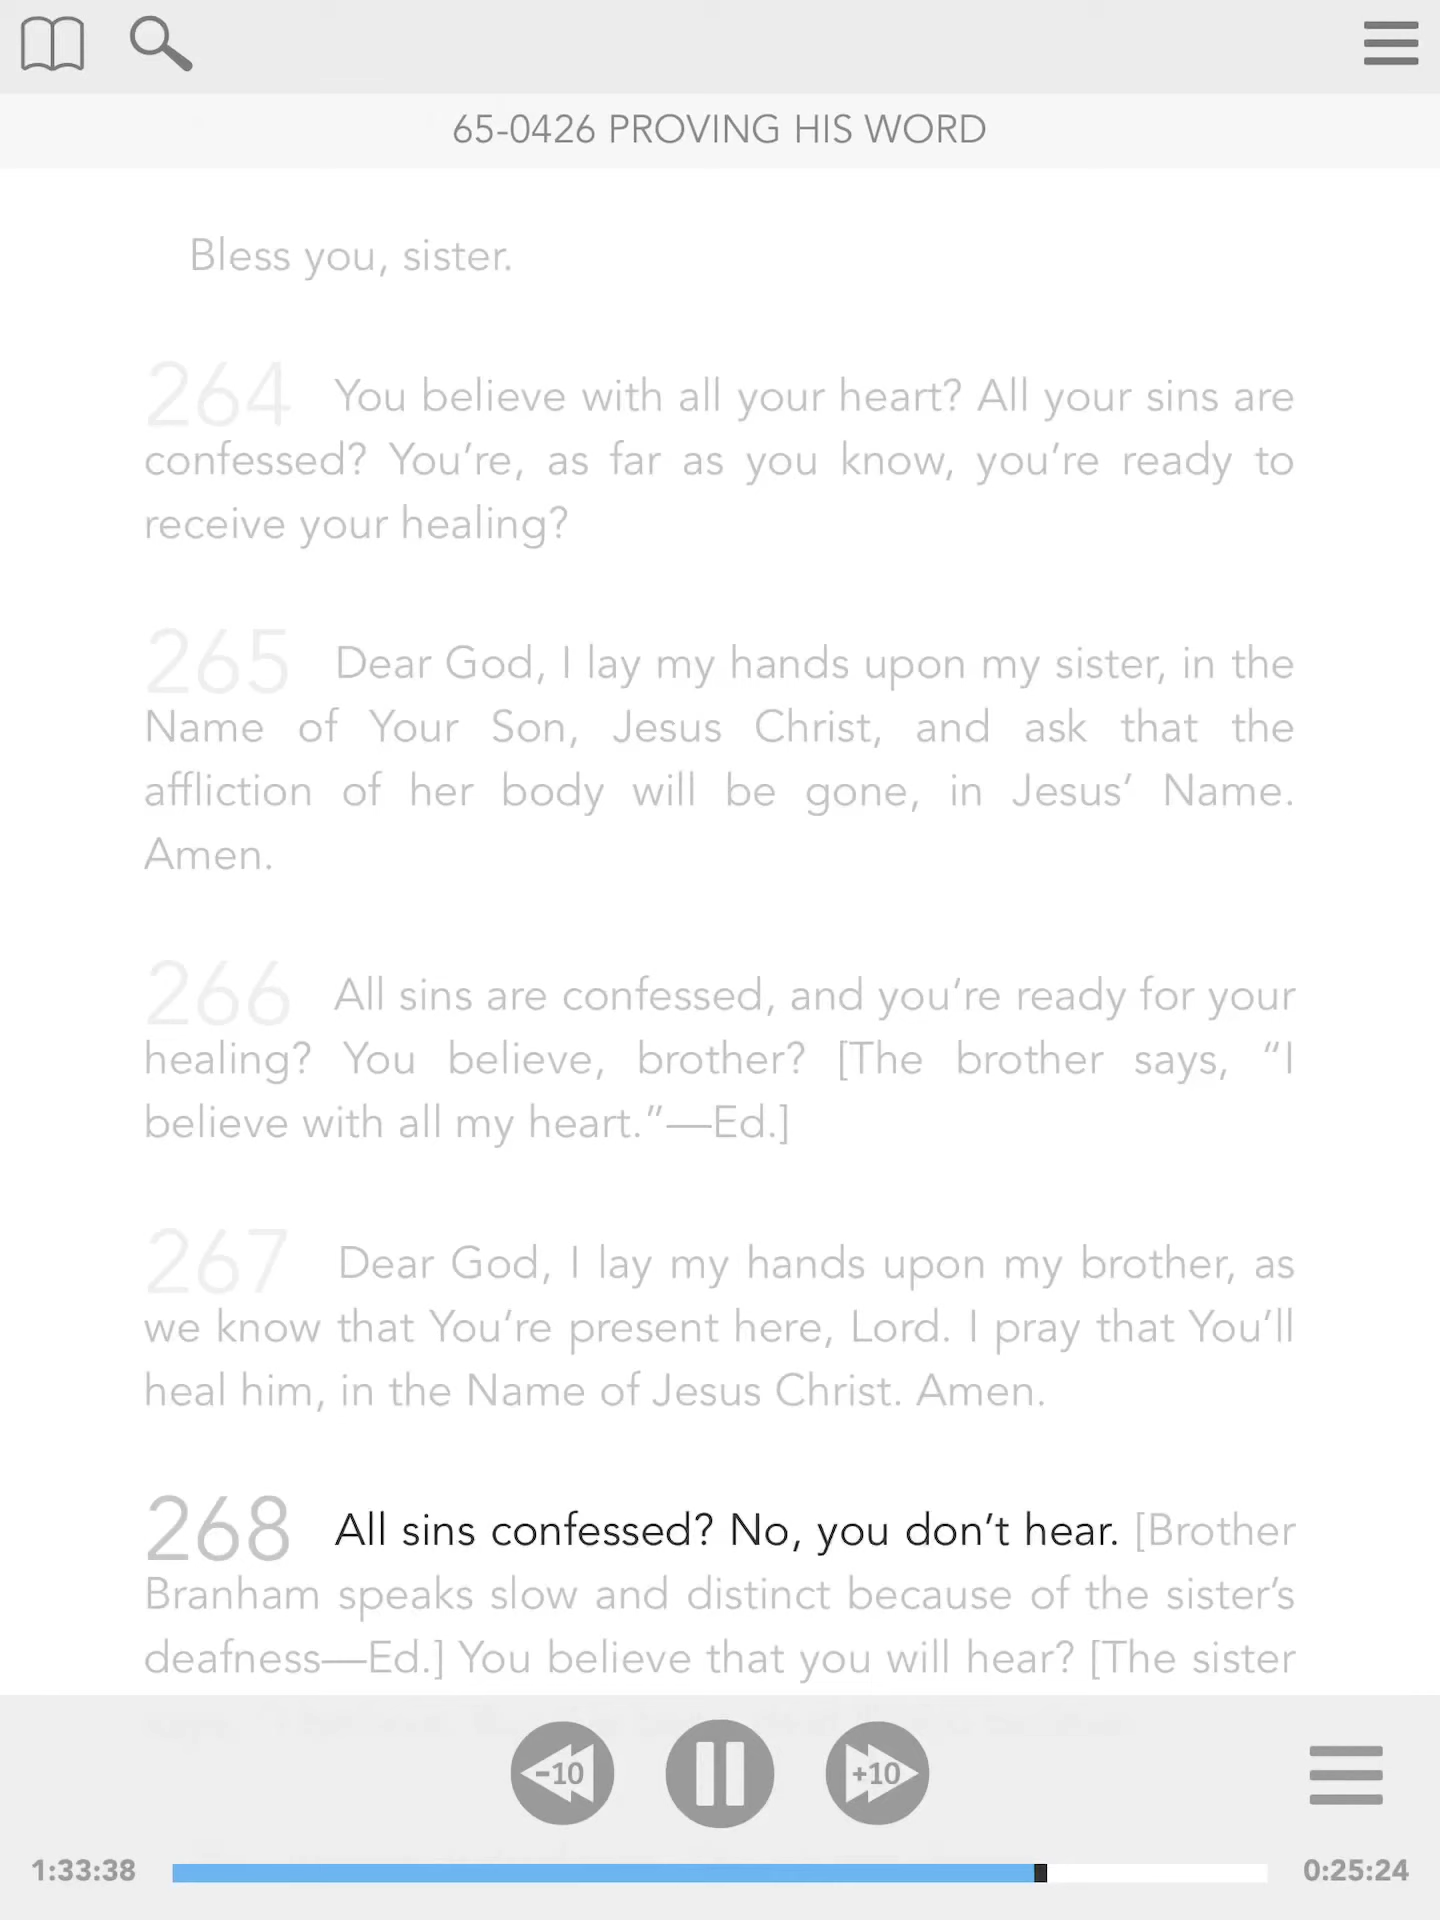 65-0426 PROVING HIS WORD
Bless you, sister.
264 You believe with all your heart? All your sins are
confessed? You’re, as far as you know, you’re ready to
receive your healing?
265 Dear God, I lay my hands upon my sister, in the
Name of Your Son, Jesus Christ, and ask that the
affliction of her body will be gone, in Jesus’ Name.
Amen.
266 All sins are confessed, and you’re ready for your
healing? You believe, brother? [The brother says, “I
believe with all my heart.”—Ed.]
267 Dear God, I lay my hands upon my brother, as
we know that You’re present here, Lord. I pray that You’ll
heal him, in the Name of Jesus Christ. Amen.
268 All sins confessed? No, you don’t hear. [Brother
Branham speaks slow and distinct because of the sister’s
deafness—Ed.] You believe that you will hear? [The sister
-10 +10
1:33:38 0:25:24